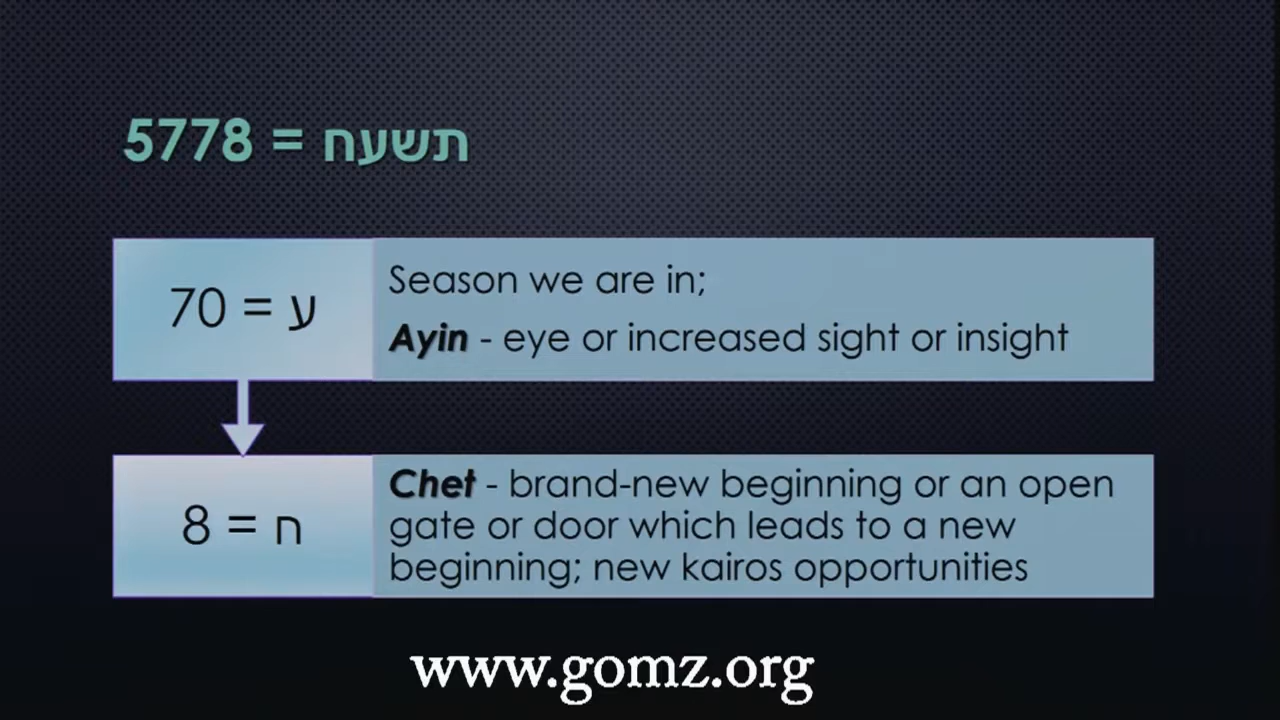 5778 = תשעח
70 = ע
Season we are in;
Ayin - eye or increased sight or insight
8 = ח
Chet - brand-new beginning or an open
gate or door which leads to a new
beginning; new kairos opportunities
www.gomz.org